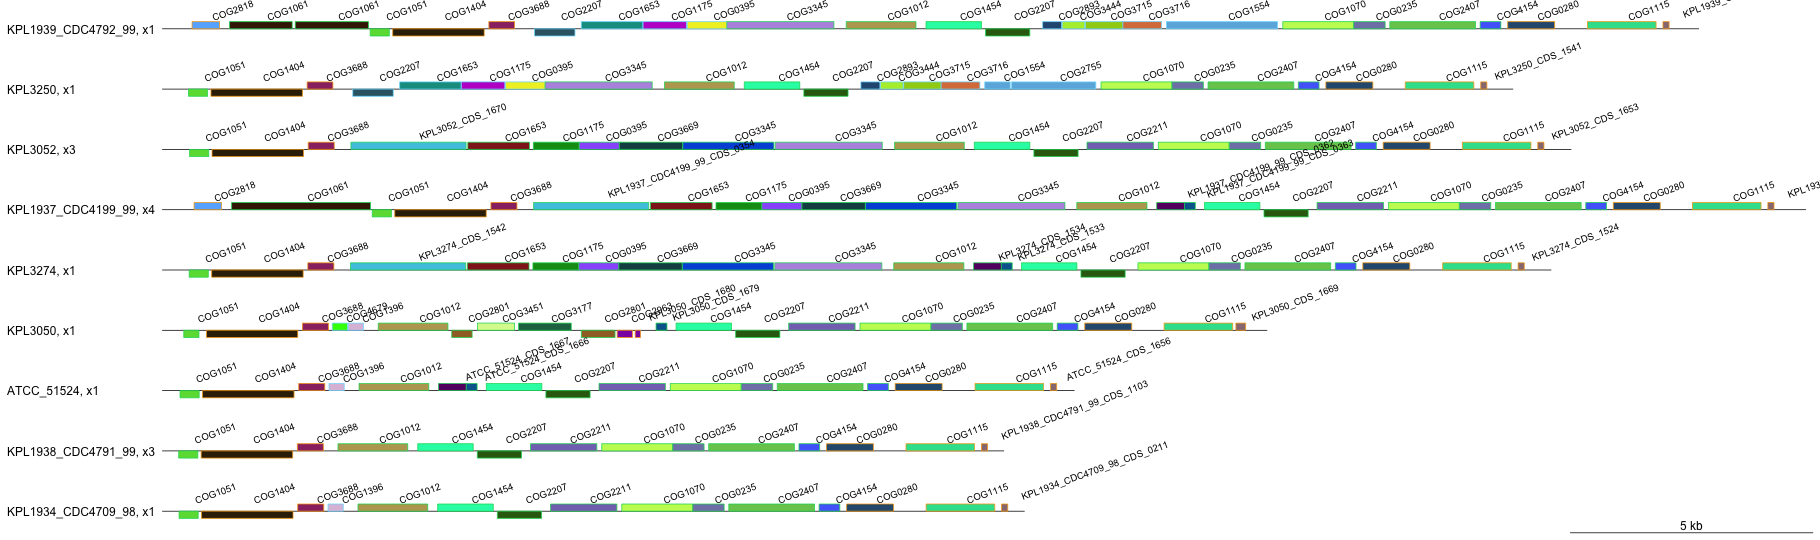 KPL1939_CDC4792_99, x1 COG2818 COG1061 COG1061 COG1051 COG1404 COG3688 COG2207 COG1653 COG1175 COG0395 COG3345 COG1012 COG1454 COG2207 COG2893 COG3444 COG3715 COG3716 COG1554 COG1070 COG0235 COG2407 COG4154 COG0280 COG1115
KPL3250, x1 COG1051 COG1404 COG3688 COG2207 COG1653 COG1175 COG0395 COG3345 COG1012 COG1454 COG2207 COG2893 COG3444 COG3715 COG3716 COG1554 COG2755 COG1070 COG0235 COG2407 COG4154 COG0280 COG1115 KPL3250_CDS_1541
KPL3052, x3 COG1051 COG1404 COG3688 KPL3052_CDS_1670 COG1653 COG1175 COG0395 COG3669 COG3345 COG3345 COG1012 COG1454 COG2207 COG2211 COG1070 COG0235 COG2407 COG4154 COG0280 COG1115 KPL3052_CDS_1653
KPL1937_CDC4199_99, x4 COG2818 COG1061 COG1051 COG1404 COG3688 KPL1937_CDC4199_99_CDS_0354 COG1653 COG1175 COG0395 COG3669 COG3345 COG3345 COG1012 KPL1937_CDC4199_99_CDS_0362 KPL1937_CDC4199_99_CDS_0363 COG1454 COG2207 COG2211 COG1070 COG0235 COG2407 COG4154 COG0280 COG1115
KPL3274, x1 COG1051 COG1404 COG3688 KPL3274_CDS_1542 COG1653 COG1175 COG0395 COG3669 COG3345 COG3345 COG1012 KPL3274_CDS_1534 KPL3274_CDS_1533 COG1454 COG2207 COG1070 COG0235 COG2407 COG4154 COG0280 COG1115 KPL3274_CDS_1524
KPL3050, x1 COG1051 COG1404 COG3688 COG4679 COG1396 COG1012 COG2801 COG3451 COG3177 COG2801 COG2963 KPL3050_CDS_1680 KPL3050_CDS_1679 COG1454 COG2207 COG2211 COG1070 COG0235 COG2407 COG4154 COG0280 COG1115 KPL3050_CDS_1669
ATCC_51524, x1 COG1051 COG1404 COG3688 COG1396 COG1012 ATCC_51524_CDS_1667 ATCC_51524_CDS_1666 COG1454 COG2207 COG2211 COG1070 COG0235 COG2407 COG4154 COG0280 COG1115 ATCC_51524_CDS_1656
KPL1938_CDC4791_99, x3 COG1051 COG1404 COG3688 COG1012 COG1454 COG2207 COG2211 COG1070 COG0235 COG2407 COG4154 COG0280 COG1115 KPL1938_CDC4791_99_CDS_1103
KPL1934_CDC4709_98, x1 COG1051 COG1404 COG3688 COG1396 COG1012 COG1454 COG2207 COG2211 COG1070 COG0235 COG2407 COG4154 COG0280 COG1115 KPL1934_CDC4709_98_CDS_0211
5 kb